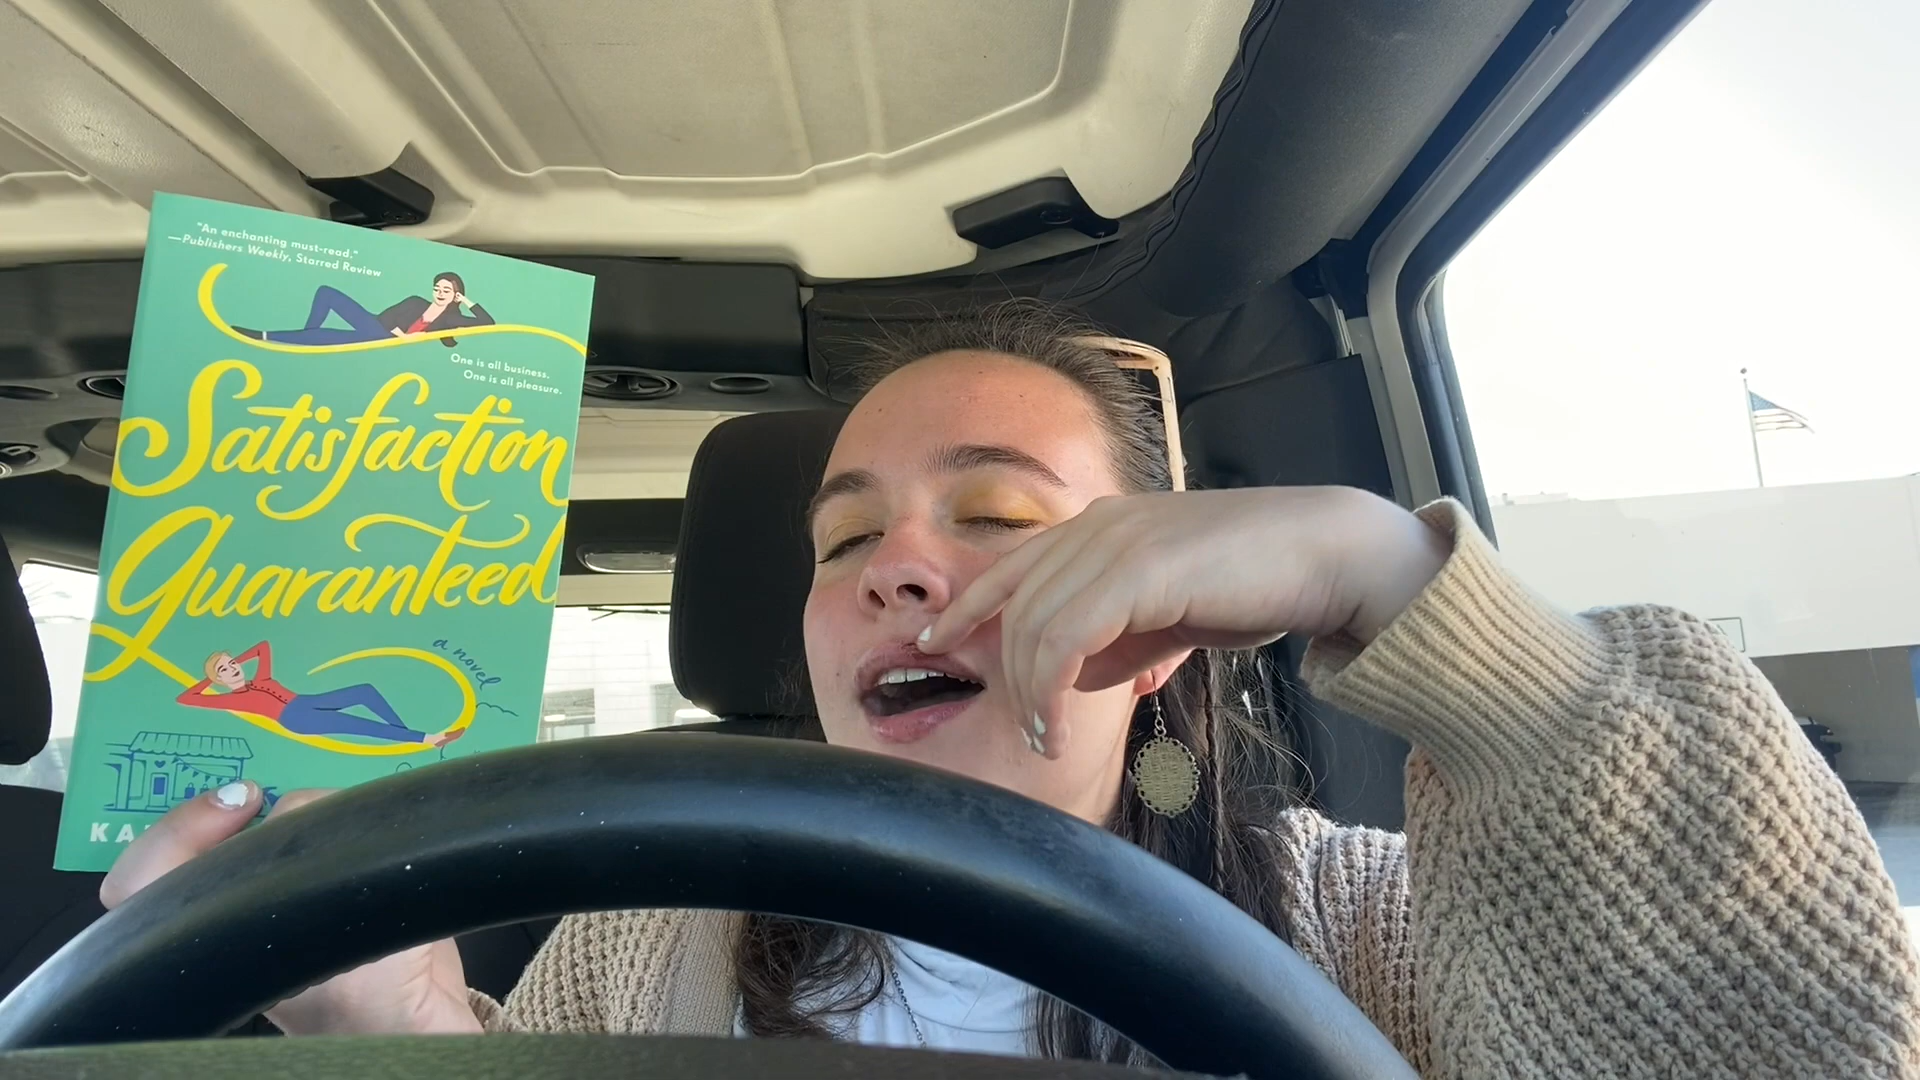 "An enchanting must-read."
—Publishers Weekly, Starred Review
One is all business.
One is all pleasure.
Satisfaction
Guaranteed
a novel